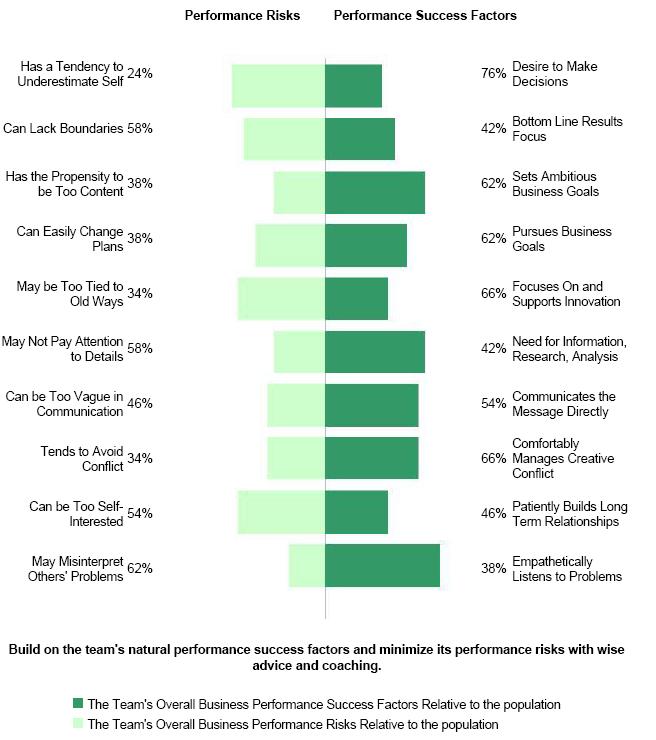 Performance Risks
Performance Success Factors
Has a Tendency to
Underestimate Self
24%
76%
Desire to Make
Decisions
Can Lack Boundaries
58%
42%
Bottom Line Results
Focus
Has the Propensity to
be Too Content
38%
62%
Sets Ambitious
Business Goals
Can Easily Change
Plans
38%
62%
Pursues Business
Goals
May be Too Tied to
Old Ways
34%
66%
Focuses On and
Supports Innovation
May Not Pay Attention
to Details
58%
42%
Need for Information,
Research, Analysis
Can be Too Vague in
Communication
46%
54%
Communicates the
Message Directly
Tends to Avoid
Conflict
34%
66%
Comfortably
Manages Creative
Conflict
Can be Too Self-
Interested
54%
46%
Patiently Builds Long
Term Relationships
May Misinterpret
Others' Problems
62%
38%
Empathetically
Listens to Problems
Build on the team's natural performance success factors and minimize its performance risks with wise
advice and coaching.
The Team's Overall Business Performance Success Factors Relative to the population
The Team's Overall Business Performance Risks Relative to the population